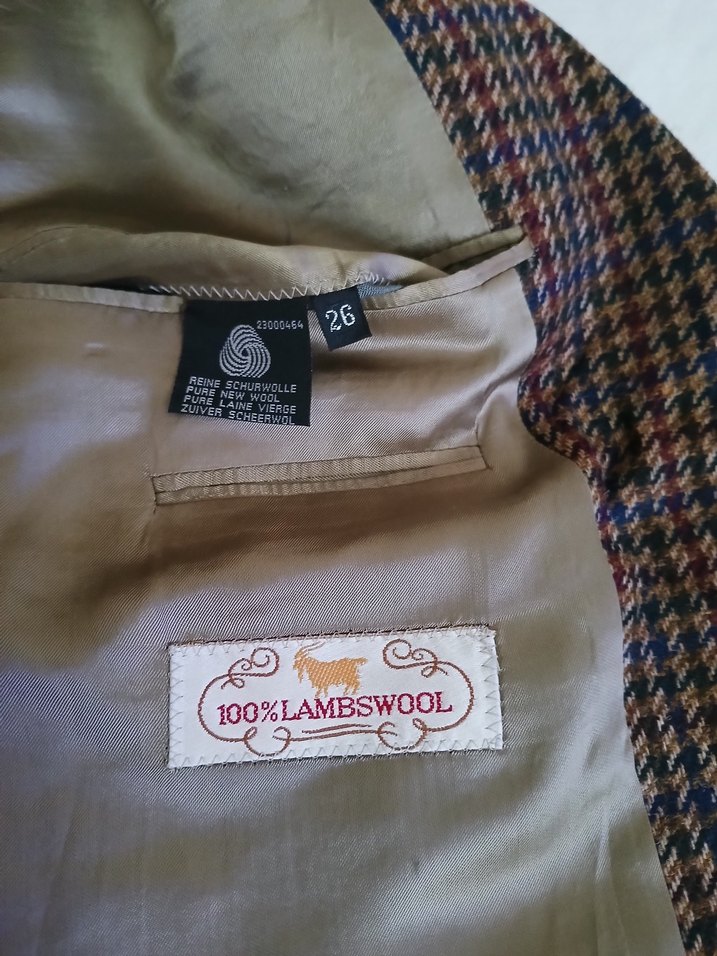 23000464
26
REINE SCHURWOLLE
PURE NEW WOOL
PURE LAINE VIERGE
ZUIVER SCHEERWOL
100% LAMBSWOOL